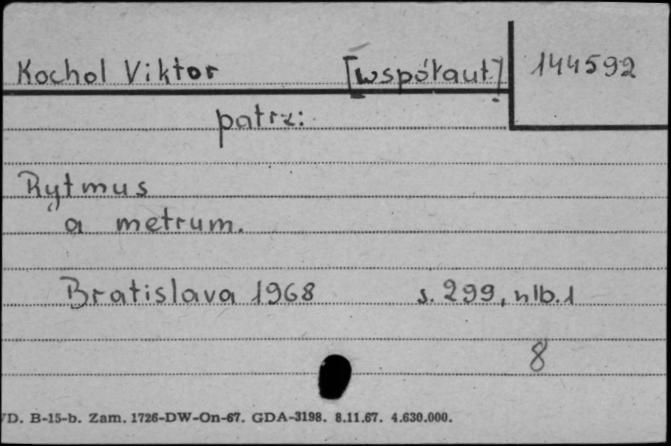 Kochol Viktor [współaut.] 144592
patrz:
Rytmus
a metrum.
Bratislava 1968 s. 299, nlb.1
8
D. B-15-b. Zam. 1726-DW-On-67. GDA-3198. 8.11.67. 4.630.000.